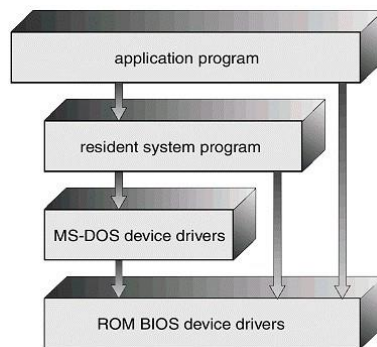 application program
resident system program
MS-DOS device drivers
ROM BIOS device drivers